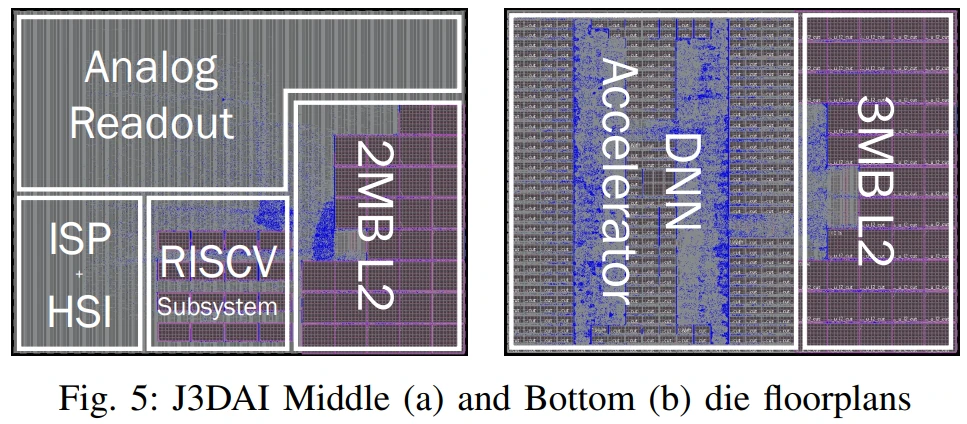 Analog
Readout
ISP
+
HSI
RISCV
Subsystem
2MB L2
DNN
Accelerator
3MB L2
Fig. 5: J3DAI Middle (a) and Bottom (b) die floorplans